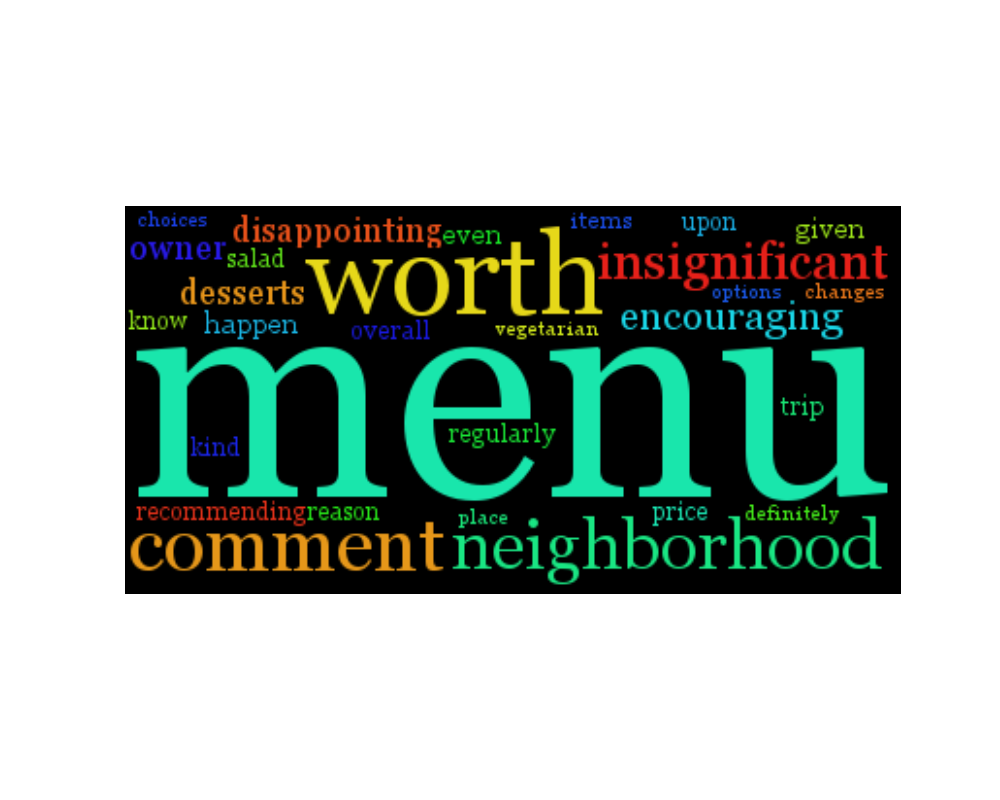 choices disappointing even items upon given
owner salad worth insignificant
desserts options changes
know happen overall vegetarian encouraging
menu
trip
regularly
kind
recommending reason place price definitely
comment neighborhood